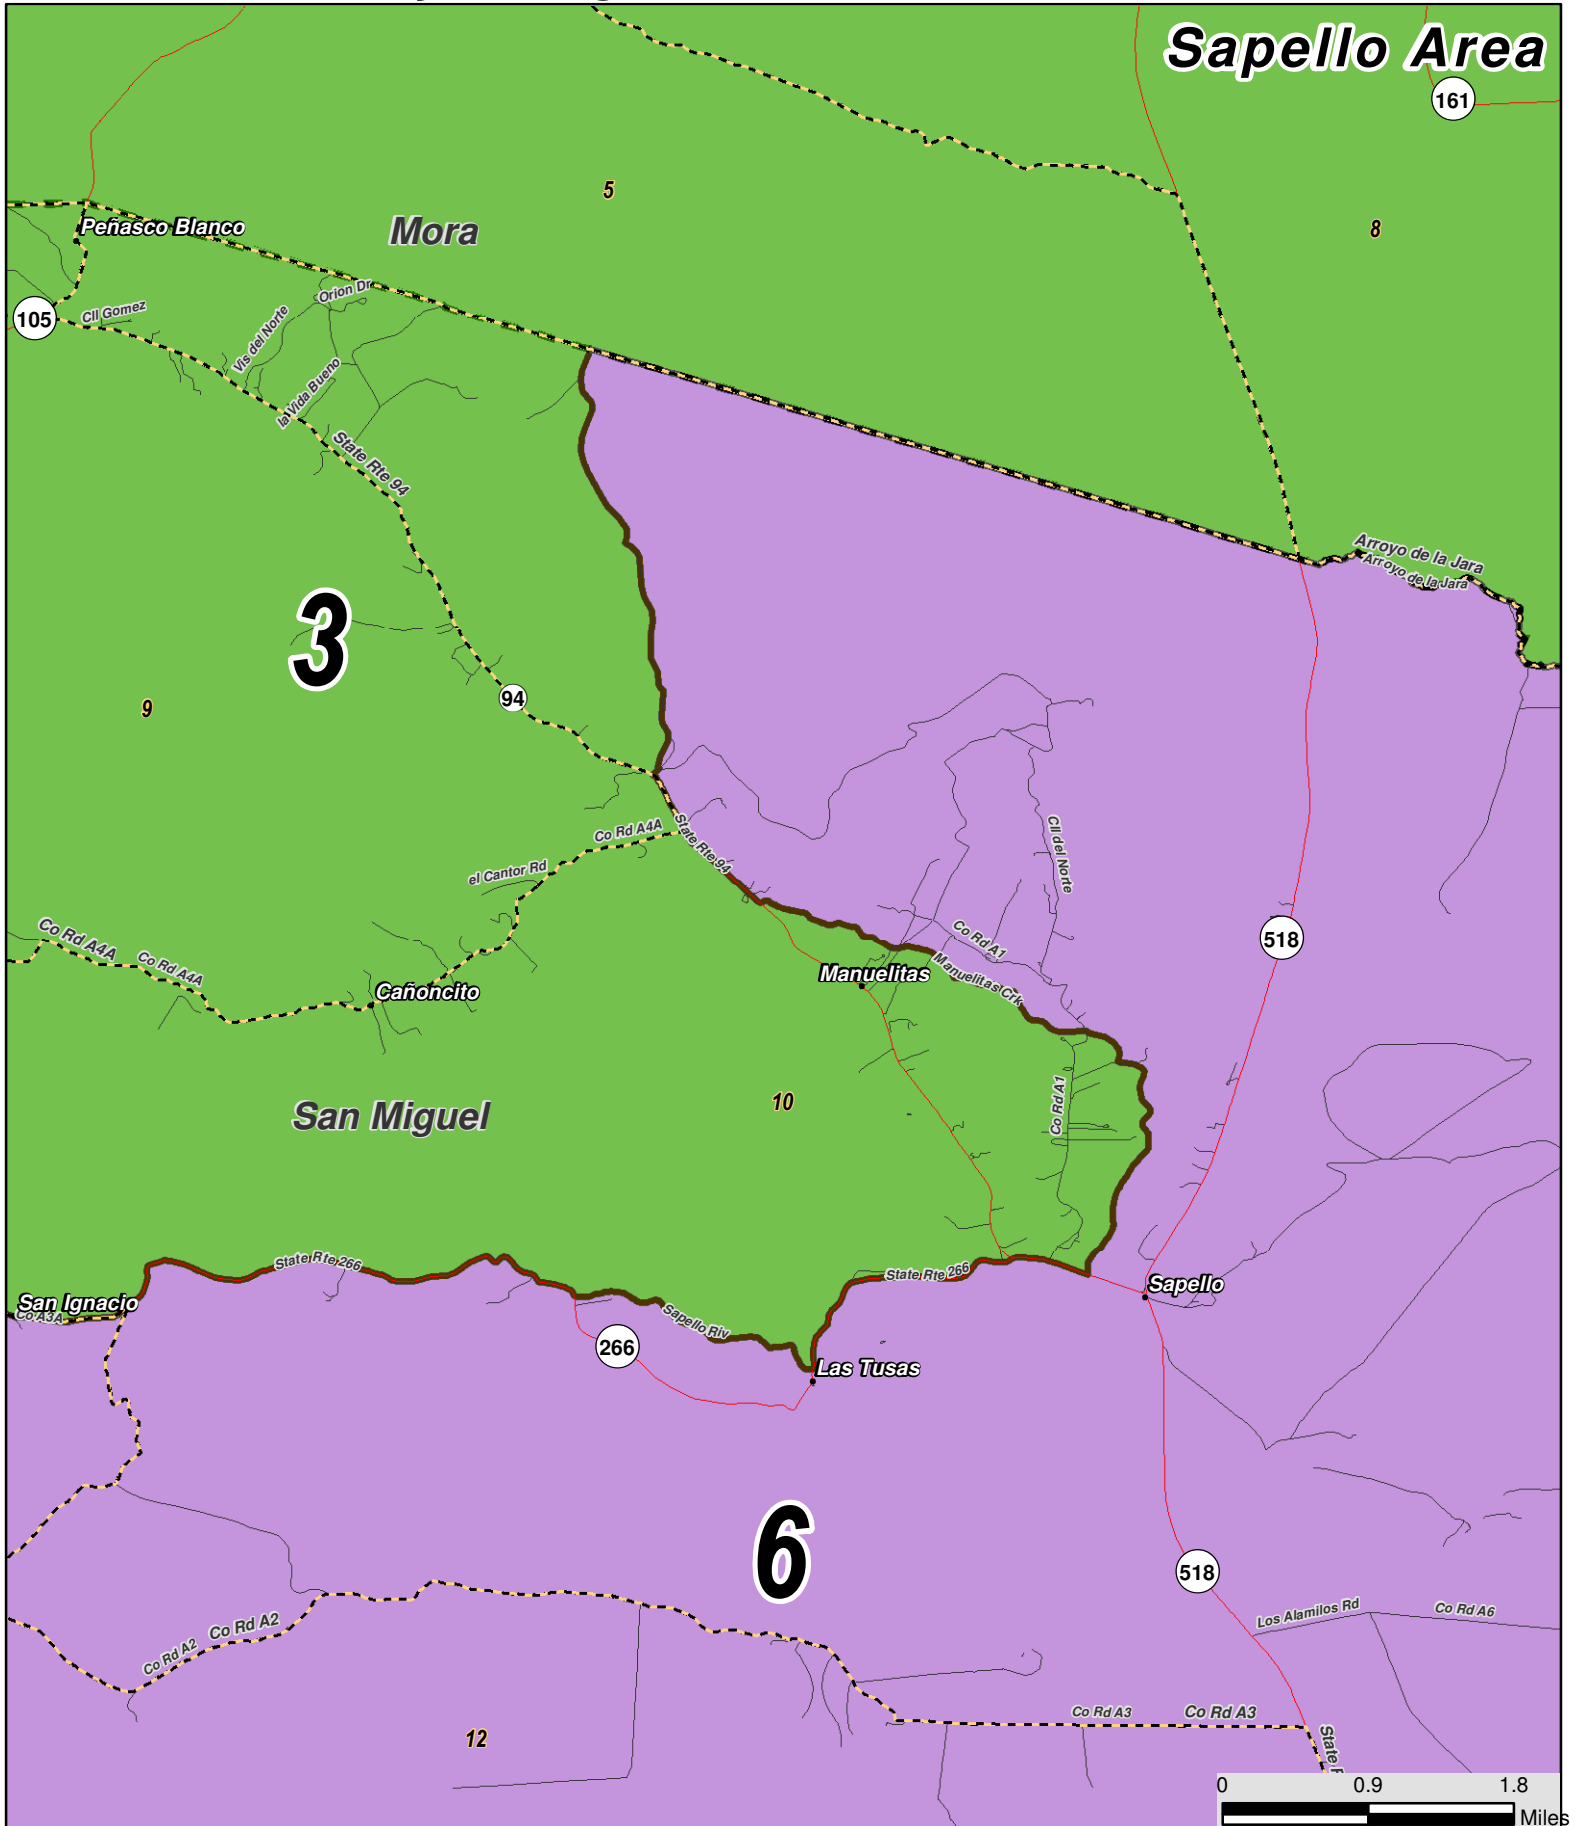 Sapello Area
161
5
8
Peñasco Blanco
Mora
105
Cll Gomez
Orion Dr
Vis del Norte
la Vida Bueno
State Rte 94
Arroyo de la Jara
Arroyo de la Jara
3
94
9
Co Rd A4A
State Rte 94
Cll del Norte
el Cantor Rd
518
Co Rd A4A
Co Rd A4A
Co Rd A1
Manuelitas
Manuelitas Crk
Cañoncito
10
San Miguel
Co Rd A1
State Rte 266
State Rte 266
Sapello
San Ignacio
Co A3A
Sapello Riv
266
Las Tusas
6
518
Los Alamilos Rd
Co Rd A6
Co Rd A2
Co Rd A2
12
Co Rd A3
Co Rd A3
State
0 0.9 1.8
Miles